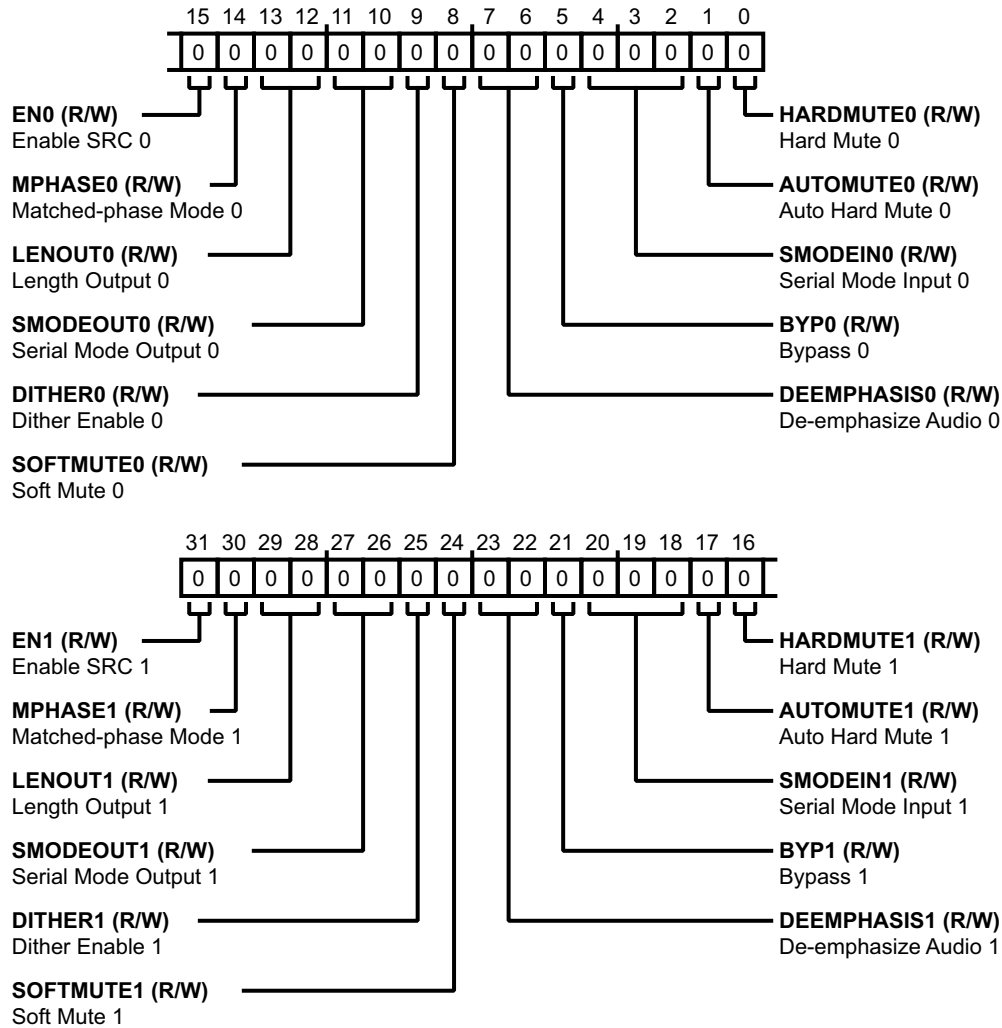 15 14 13 12 11 10 9 8 7 6 5 4 3 2 1 0
0 0 0 0 0 0 0 0 0 0 0 0 0 0 0 0
EN0 (R/W)
Enable SRC 0
MPHASE0 (R/W)
Matched-phase Mode 0
LENOUT0 (R/W)
Length Output 0
SMODEOUT0 (R/W)
Serial Mode Output 0
DITHER0 (R/W)
Dither Enable 0
SOFTMUTE0 (R/W)
Soft Mute 0
HARDMUTE0 (R/W)
Hard Mute 0
AUTOMUTE0 (R/W)
Auto Hard Mute 0
SMODEIN0 (R/W)
Serial Mode Input 0
BYP0 (R/W)
Bypass 0
DEEMPHASIS0 (R/W)
De-emphasize Audio 0
31 30 29 28 27 26 25 24 23 22 21 20 19 18 17 16
0 0 0 0 0 0 0 0 0 0 0 0 0 0 0 0
EN1 (R/W)
Enable SRC 1
MPHASE1 (R/W)
Matched-phase Mode 1
LENOUT1 (R/W)
Length Output 1
SMODEOUT1 (R/W)
Serial Mode Output 1
DITHER1 (R/W)
Dither Enable 1
SOFTMUTE1 (R/W)
Soft Mute 1
HARDMUTE1 (R/W)
Hard Mute 1
AUTOMUTE1 (R/W)
Auto Hard Mute 1
SMODEIN1 (R/W)
Serial Mode Input 1
BYP1 (R/W)
Bypass 1
DEEMPHASIS1 (R/W)
De-emphasize Audio 1